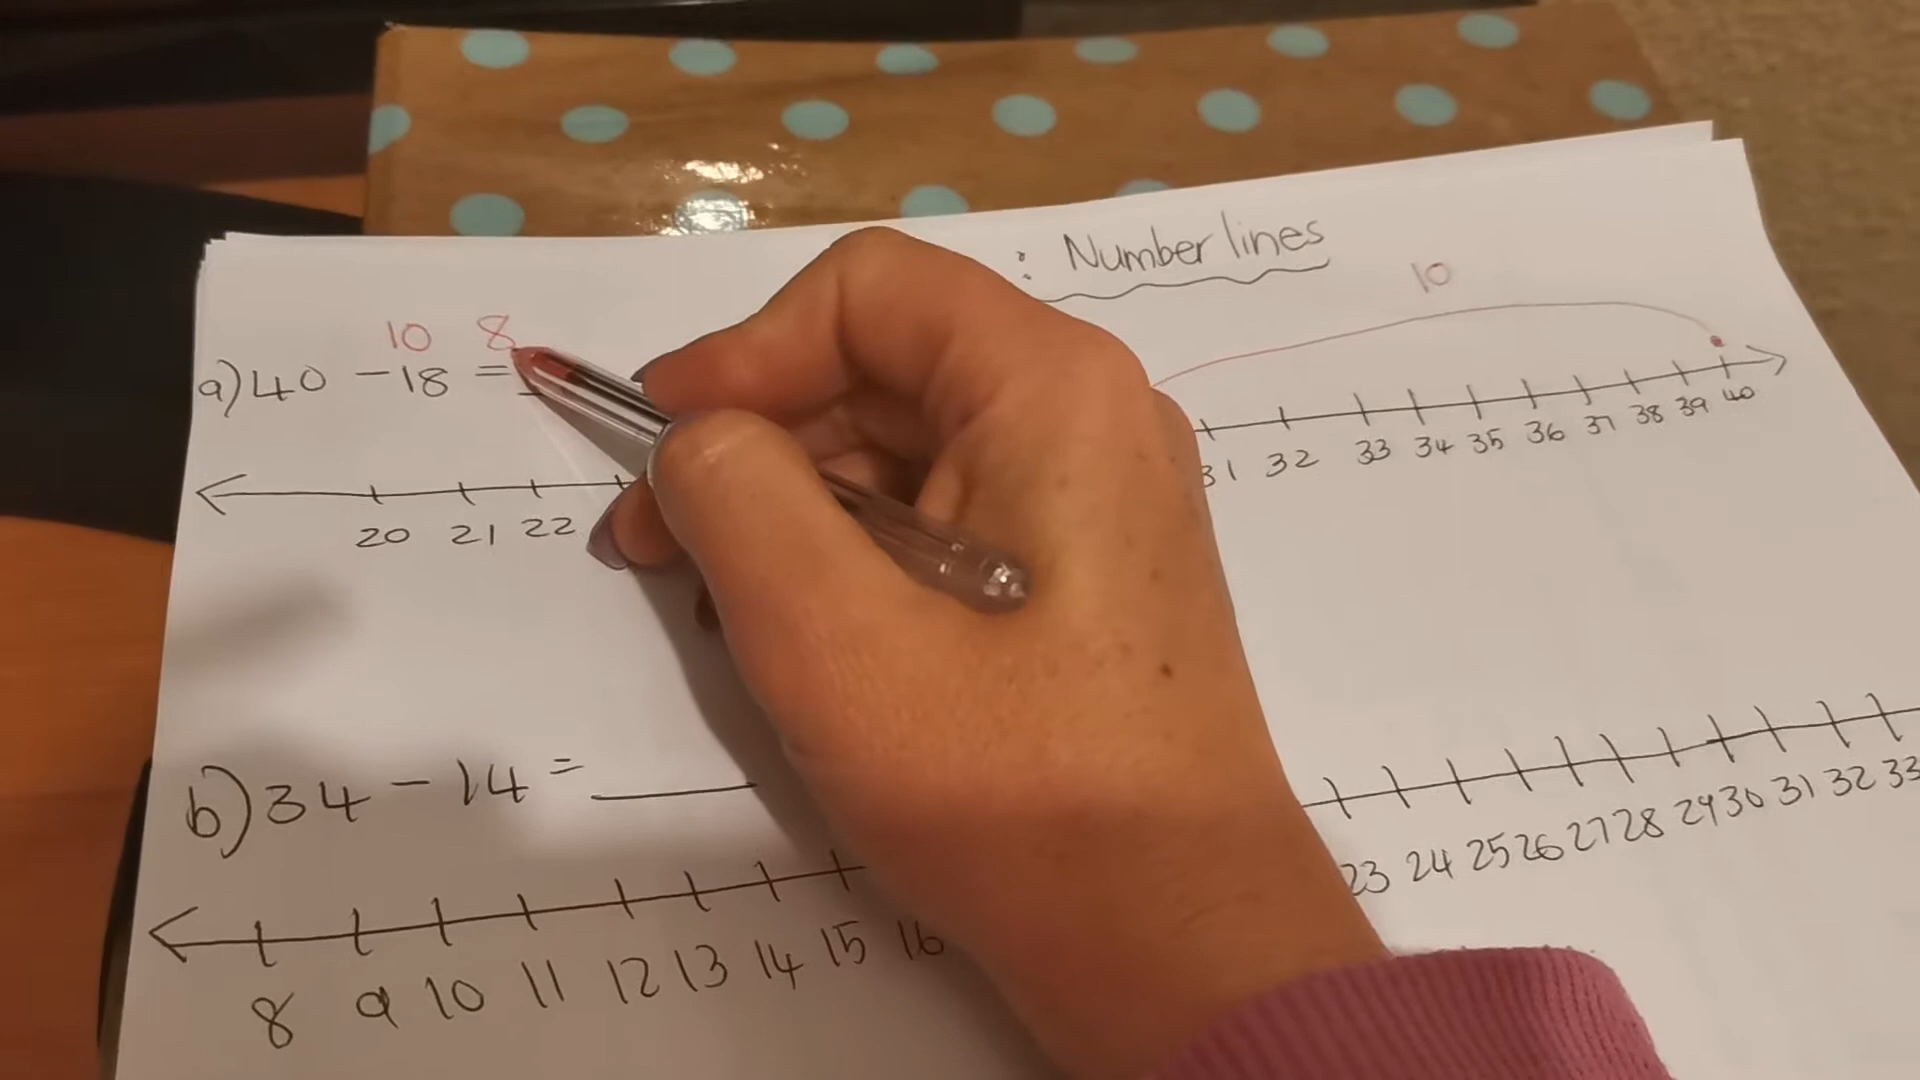 : Number lines
10
10 8
a) 40 - 18 =
20 21 22 31 32 33 34 35 36 37 38 39 40
b) 34 - 14 = ____
8 9 10 11 12 13 14 15 16 23 24 25 26 27 28 29 30 31 32 33